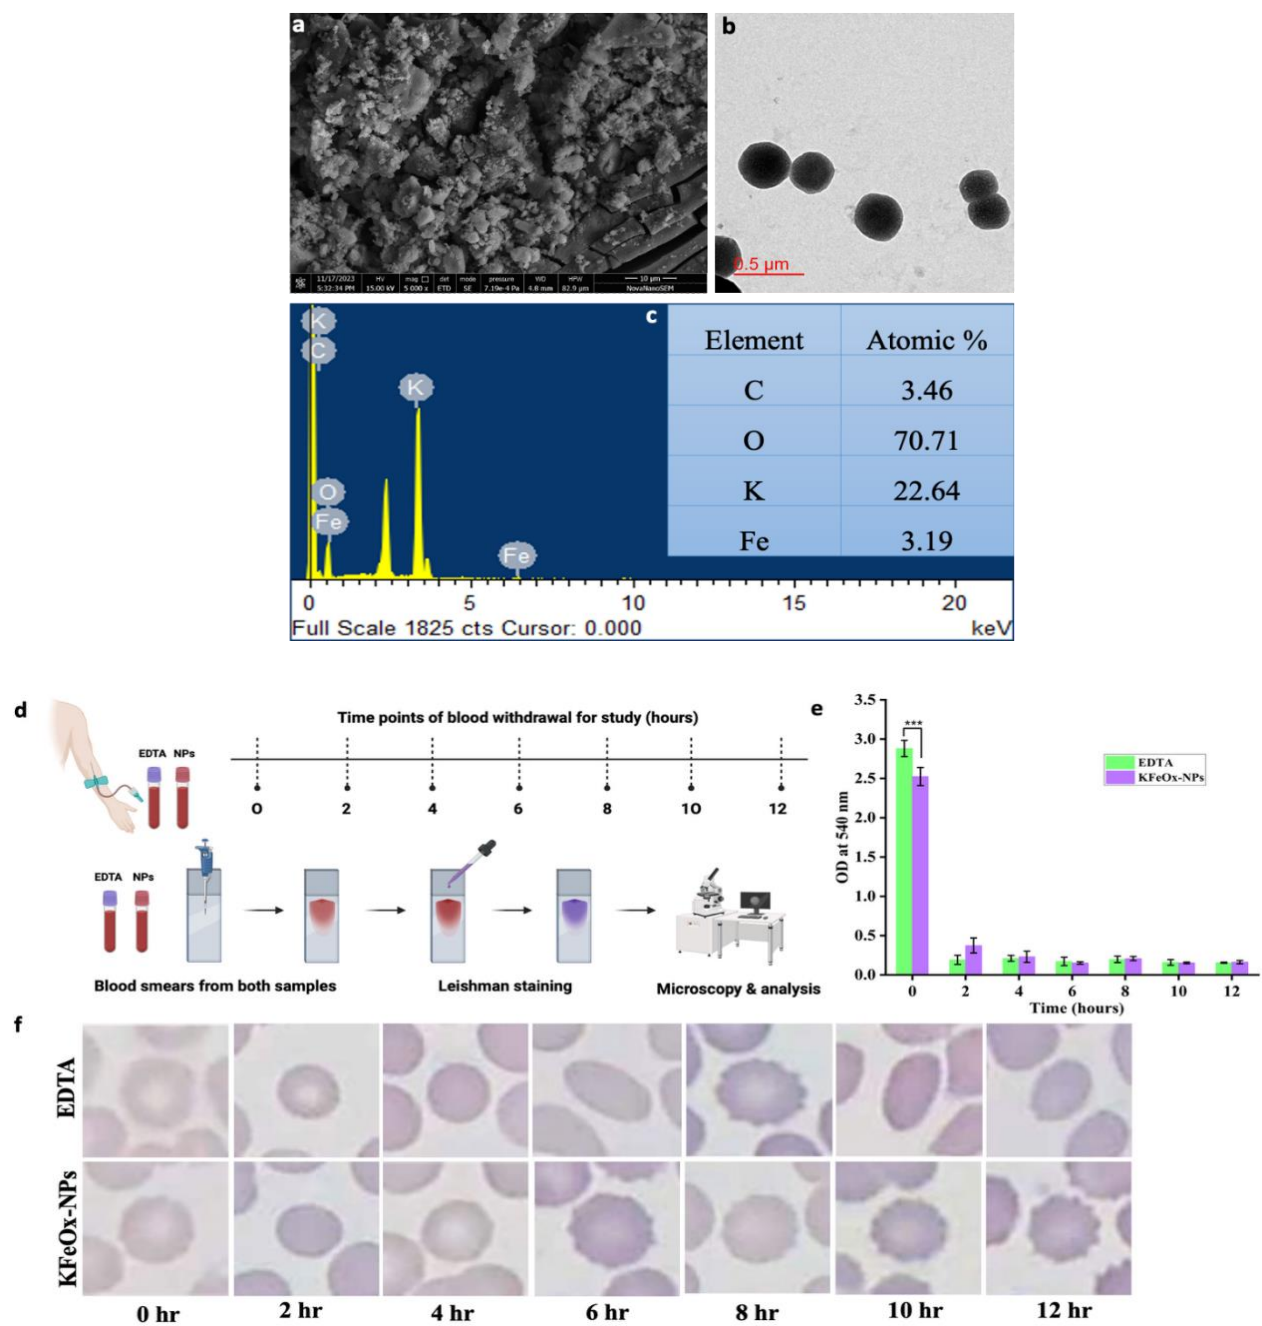 a
11/17/2023 HV mag □ det mode pressure WD HFW 10 μm
5:32:34 PM 15.00 kV 5 000 x ETD SE 7.19e-4 Pa 4.8 mm 82.9 μm NovaNanoSEM
b
0.5 μm
c
K
C
K
O
Fe
Fe
0 5 10 15 20
Full Scale 1825 cts Cursor: 0.000 keV
Element Atomic %
C 3.46
O 70.71
K 22.64
Fe 3.19
d
Time points of blood withdrawal for study (hours)
EDTA NPs
0 2 4 6 8 10 12
EDTA NPs
Blood smears from both samples
Leishman staining
Microscopy & analysis
e
3.5
3.0
2.5
2.0
1.5
1.0
0.5
0.0
OD at 540 nm
***
EDTA
KFeOx-NPs
0 2 4 6 8 10 12
Time (hours)
f
EDTA
KFeOx-NPs
0 hr 2 hr 4 hr 6 hr 8 hr 10 hr 12 hr